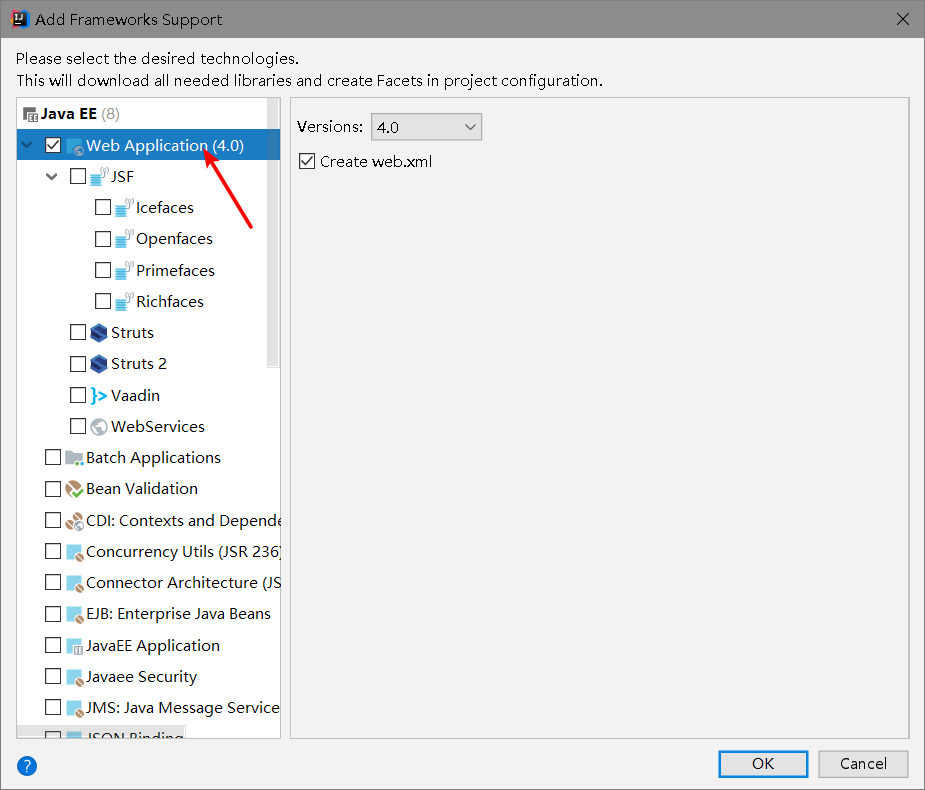 Add Frameworks Support
Please select the desired technologies.
This will download all needed libraries and create Facets in project configuration.
Java EE (8)
Web Application (4.0)
JSF
Icefaces
Openfaces
Primefaces
Richfaces
Struts
Struts 2
Vaadin
WebServices
Batch Applications
Bean Validation
CDI: Contexts and Depende
Concurrency Utils (JSR 236)
Connector Architecture (JS
EJB: Enterprise Java Beans
JavaEE Application
Javaee Security
JMS: Java Message Service
JSON Binding
Versions: 4.0
Create web.xml
?
OK Cancel